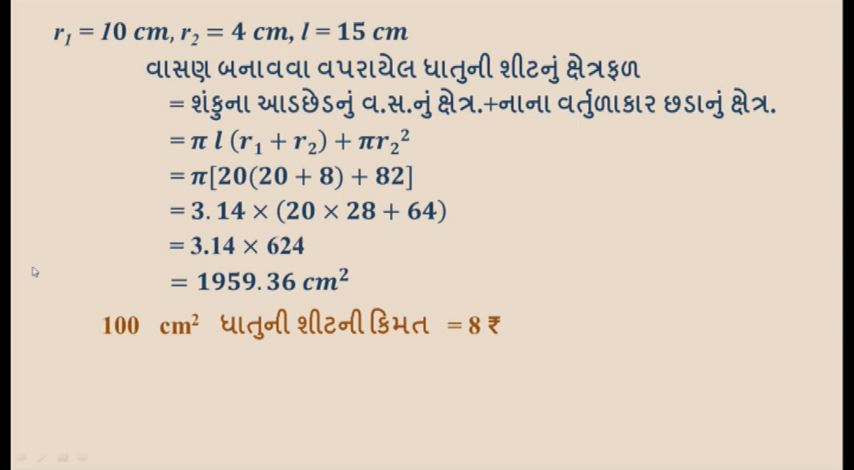 r₁ = 10 cm, r₂ = 4 cm, l = 15 cm
વાસણ બનાવવા વપરાયેલ ધાતુની શીટનું ક્ષેત્રફળ
= શંકુના આડછેડનું વ.સ.નું ક્ષેત્ર.+નાના વર્તુળાકાર છડાનું ક્ષેત્ર.
= π l (r₁ + r₂) + πr₂²
= π[20(20 + 8) + 82]
= 3.14 × (20 × 28 + 64)
= 3.14 × 624
= 1959.36 cm²
100 cm² ધાતુની શીટની કિંમત = 8 ₹